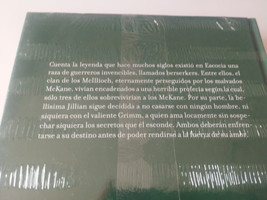 Cuenta la leyenda que hace muchos siglos existió en Escocia una
raza de guerreros invencibles, llamados berserkers. Entre ellos, el
clan de los McIllioch, eternamente perseguidos por los malvados
McKane, vivían encadenados a una horrible profecía según la cual,
sólo tres de ellos sobrevivirían a los McKane. Por su parte, la be-
llísima Jillian sigue decidida a no casarse con ningún hombre, ni
siquiera con el valiente Grimm, a quien ama locamente sin sospe-
char siquiera los secretos que él esconde. Ambos deberán enfren-
tarse a su destino antes de poder rendirse a la fuerza de su